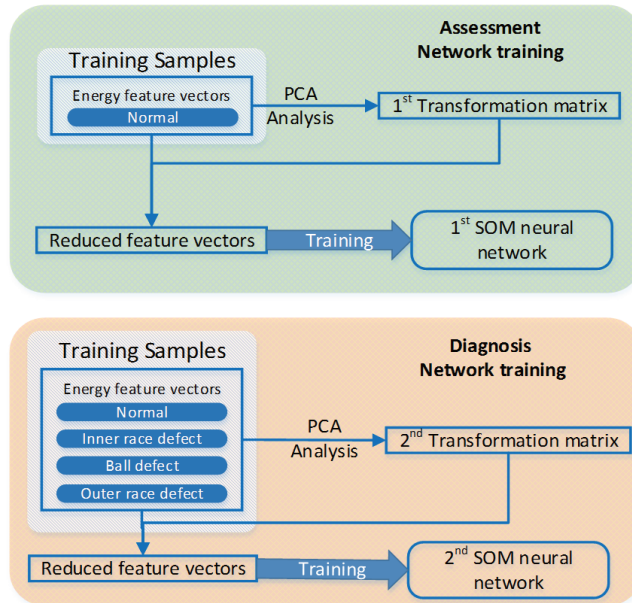 Assessment
Network training
Training Samples
Energy feature vectors
Normal
PCA
Analysis
1st Transformation matrix
Reduced feature vectors
Training
1st SOM neural
network
Diagnosis
Network training
Training Samples
Energy feature vectors
Normal
Inner race defect
Ball defect
Outer race defect
PCA
Analysis
2nd Transformation matrix
Reduced feature vectors
Training
2nd SOM neural
network